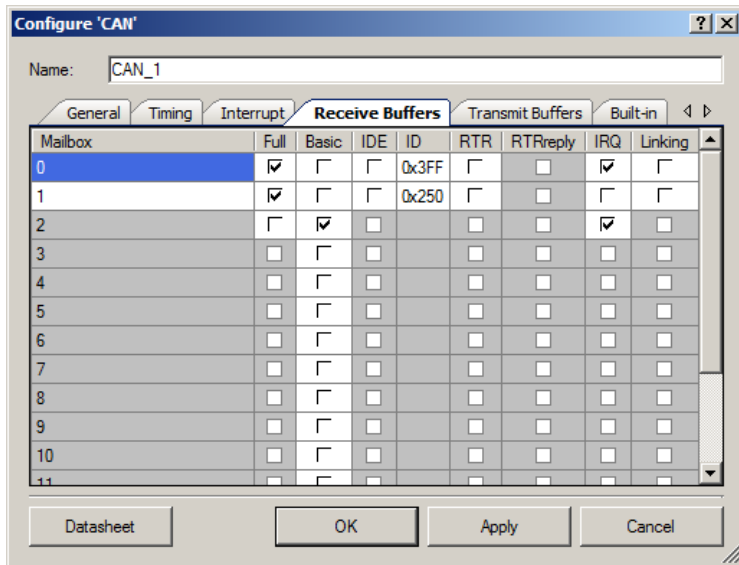 Configure 'CAN'
Name: CAN_1
General Timing Interrupt Receive Buffers Transmit Buffers Built-in
Mailbox Full Basic IDE ID RTR RTRreply IRQ Linking
0 0x3FF
1 0x250
2
3
4
5
6
7
8
9
10
11
Datasheet OK Apply Cancel